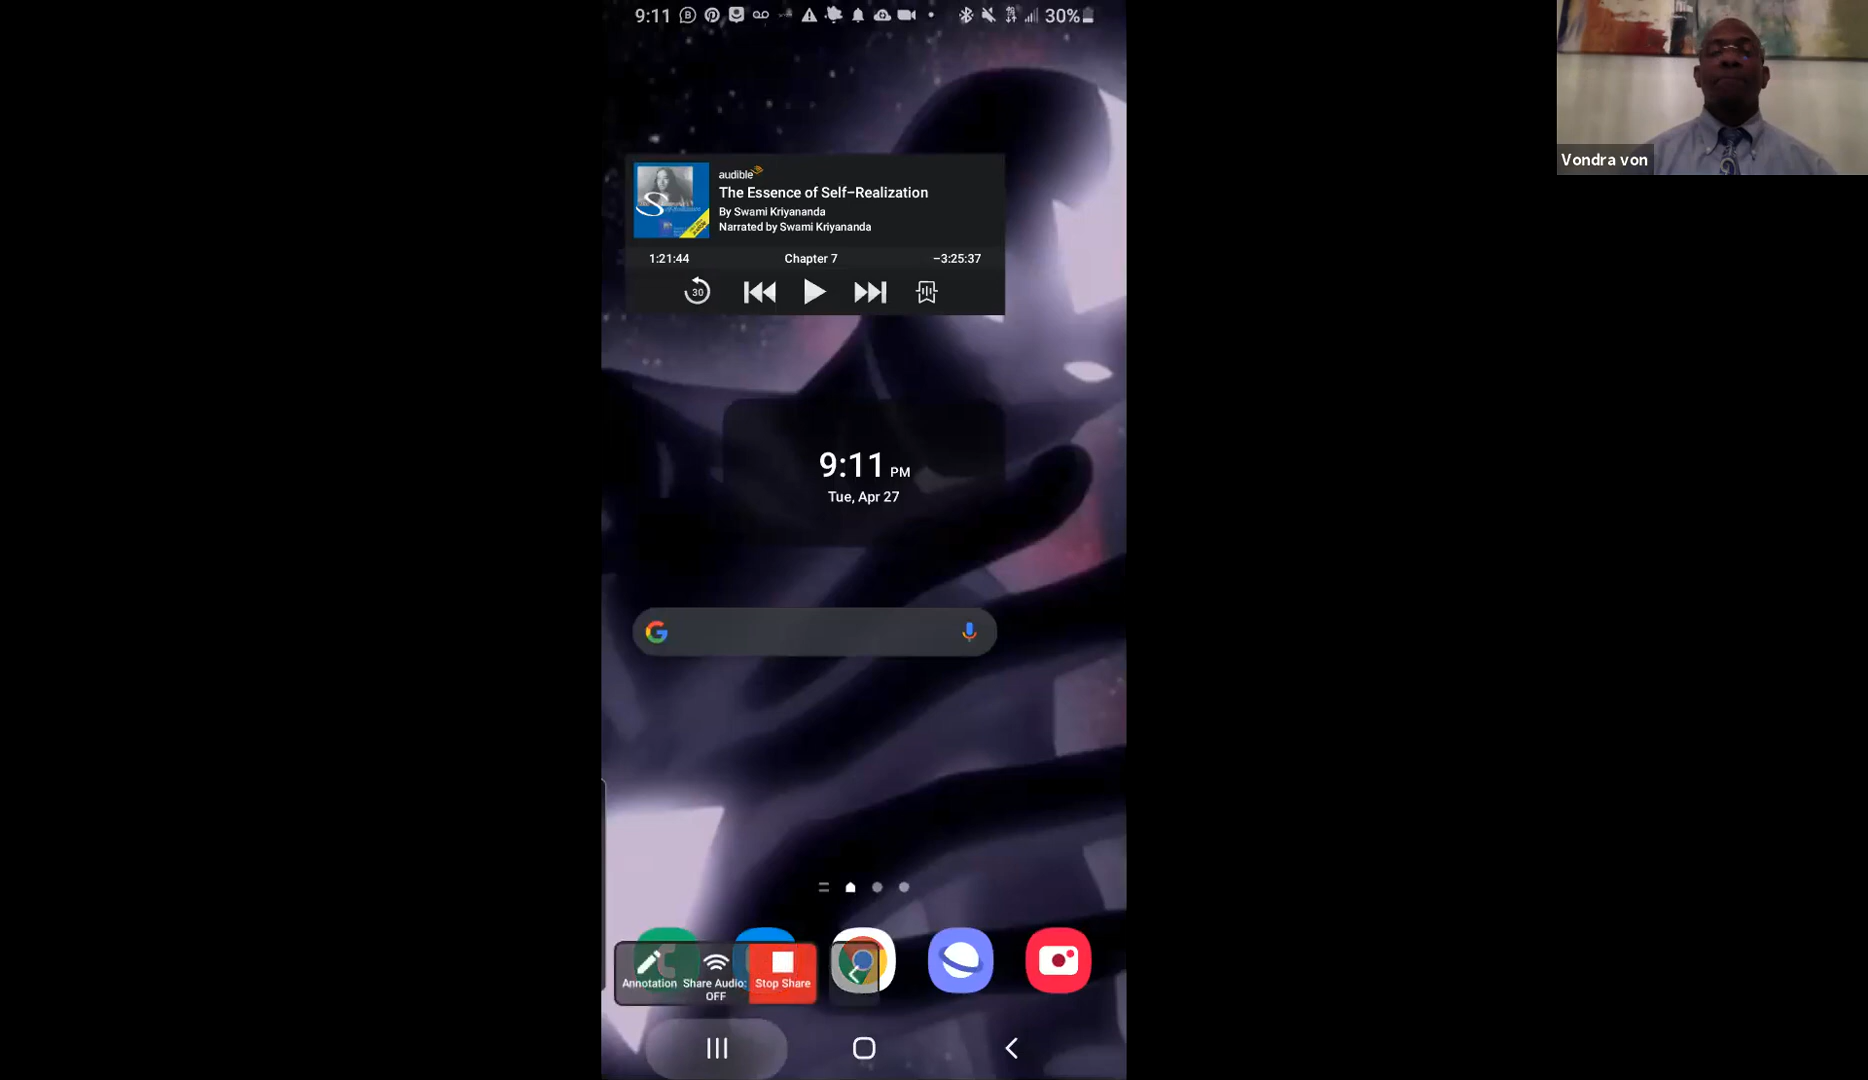 9:11
30%
Vondra von
audible
The Essence of Self-Realization
By Swami Kriyananda
Narrated by Swami Kriyananda
1:21:44 Chapter 7 -3:25:37
30
9:11 PM
Tue, Apr 27
Annotation Share Audio: Stop Share
OFF